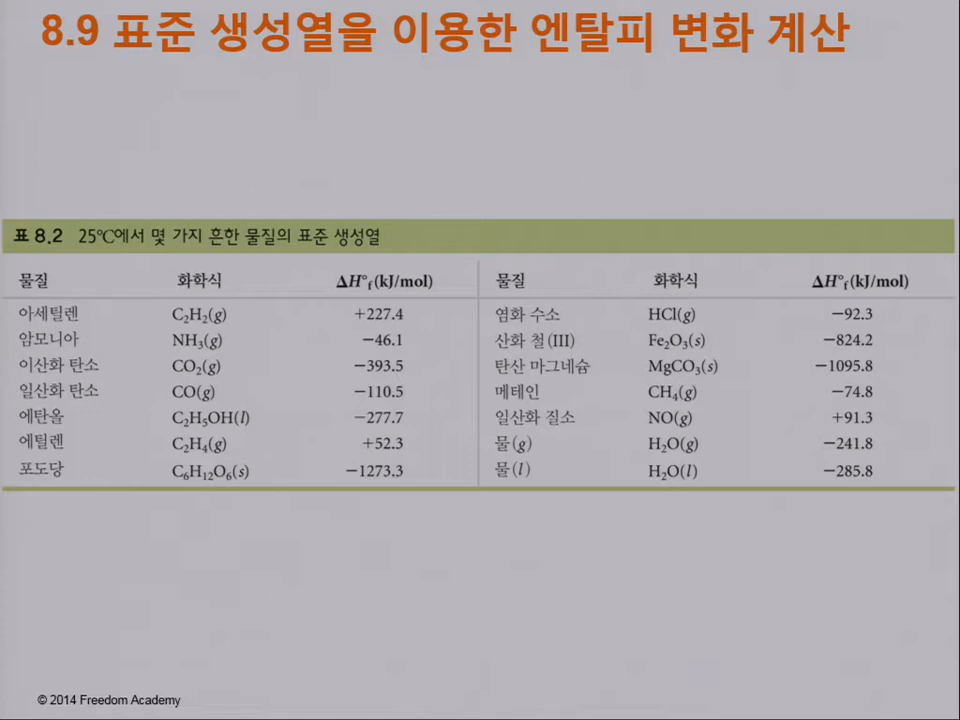 8.9 표준 생성열을 이용한 엔탈피 변화 계산
표 8.2 25°C에서 몇 가지 흔한 물질의 표준 생성열
물질 화학식 ΔH°f(kJ/mol) 물질 화학식 ΔH°f(kJ/mol)
아세틸렌 C₂H₂(g) +227.4 염화 수소 HCl(g) −92.3
암모니아 NH₃(g) −46.1 산화 철(III) Fe₂O₃(s) −824.2
이산화 탄소 CO₂(g) −393.5 탄산 마그네슘 MgCO₃(s) −1095.8
일산화 탄소 CO(g) −110.5 메테인 CH₄(g) −74.8
에탄올 C₂H₅OH(l) −277.7 일산화 질소 NO(g) +91.3
에틸렌 C₂H₄(g) +52.3 물(g) H₂O(g) −241.8
포도당 C₆H₁₂O₆(s) −1273.3 물(l) H₂O(l) −285.8
© 2014 Freedom Academy